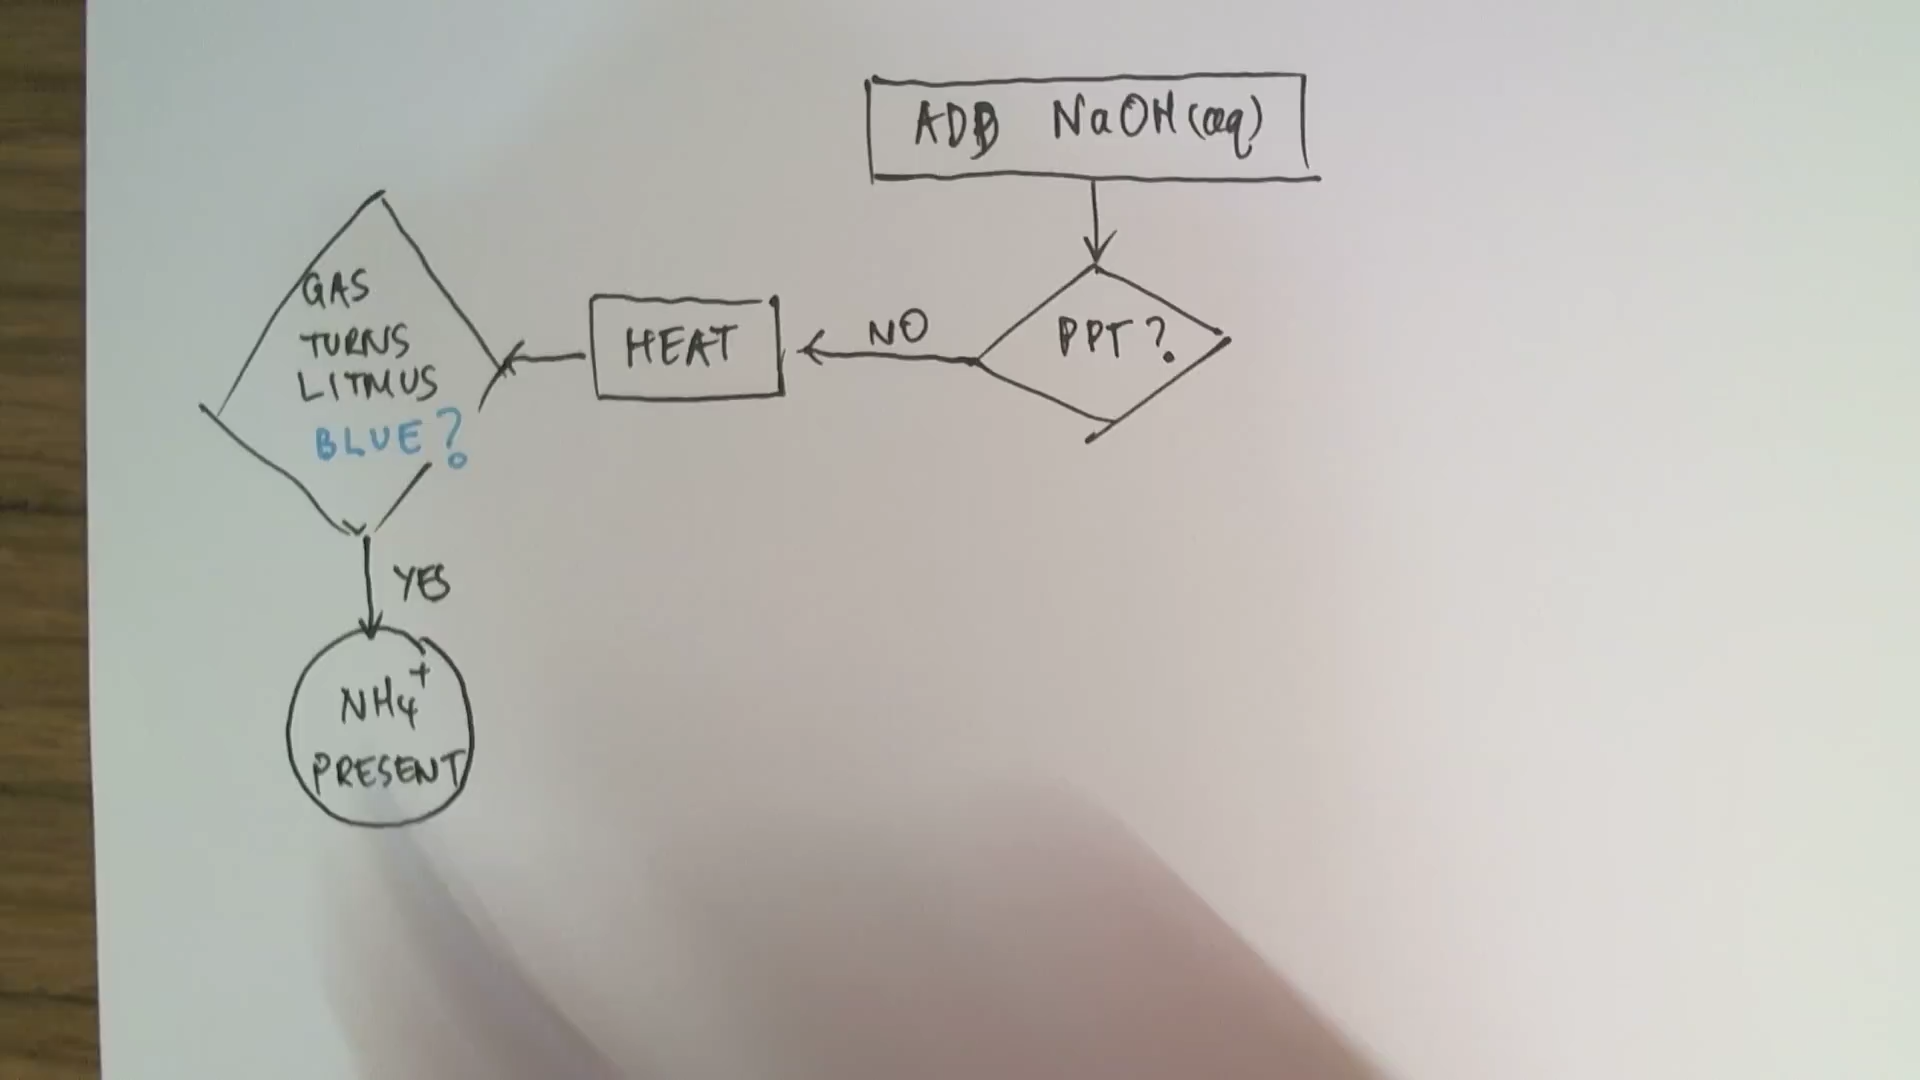 ADD NaOH(aq)
PPT?
NO
HEAT
GAS
TURNS
LITMUS
BLUE?
YES
NH4+
PRESENT